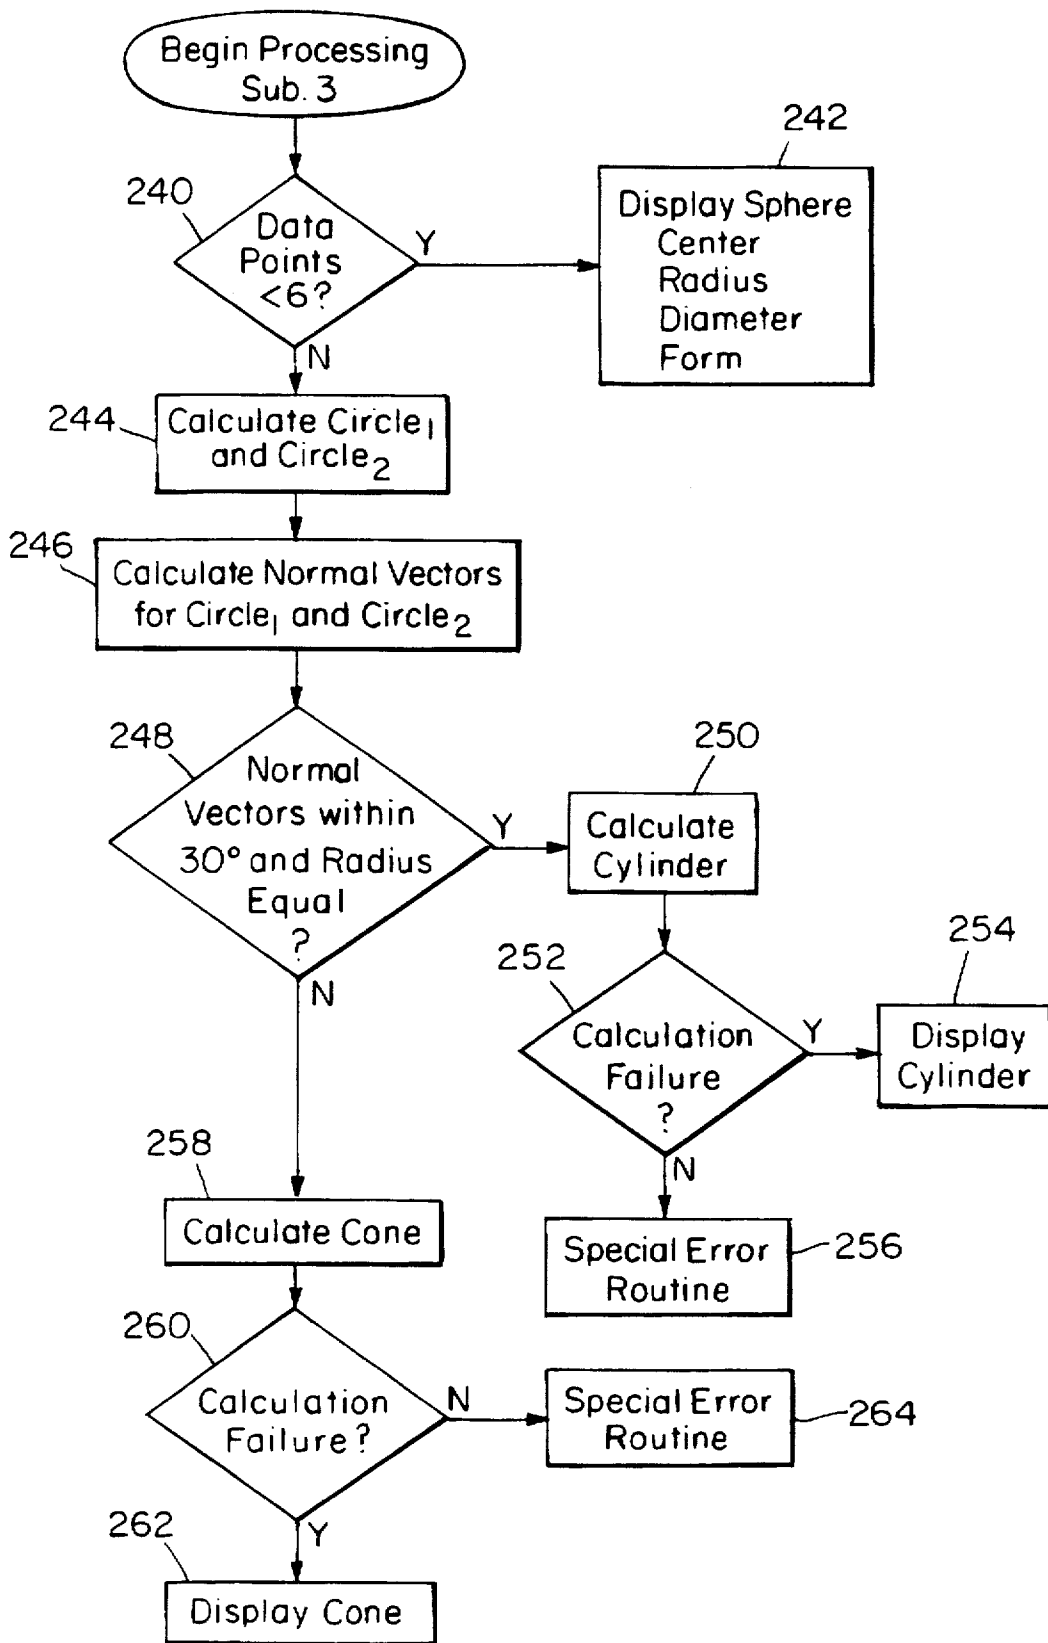 Begin Processing
Sub. 3
240
Data
Points
<6?
Y
N
242
Display Sphere
Center
Radius
Diameter
Form
244
Calculate Circle₁
and Circle₂
246
Calculate Normal Vectors
for Circle₁ and Circle₂
248
Normal
Vectors within
30° and Radius
Equal
?
Y
N
250
Calculate
Cylinder
252
Calculation
Failure
?
Y
N
254
Display
Cylinder
Special Error
Routine
256
258
Calculate Cone
260
Calculation
Failure?
N
Y
Special Error
Routine
264
262
Display Cone